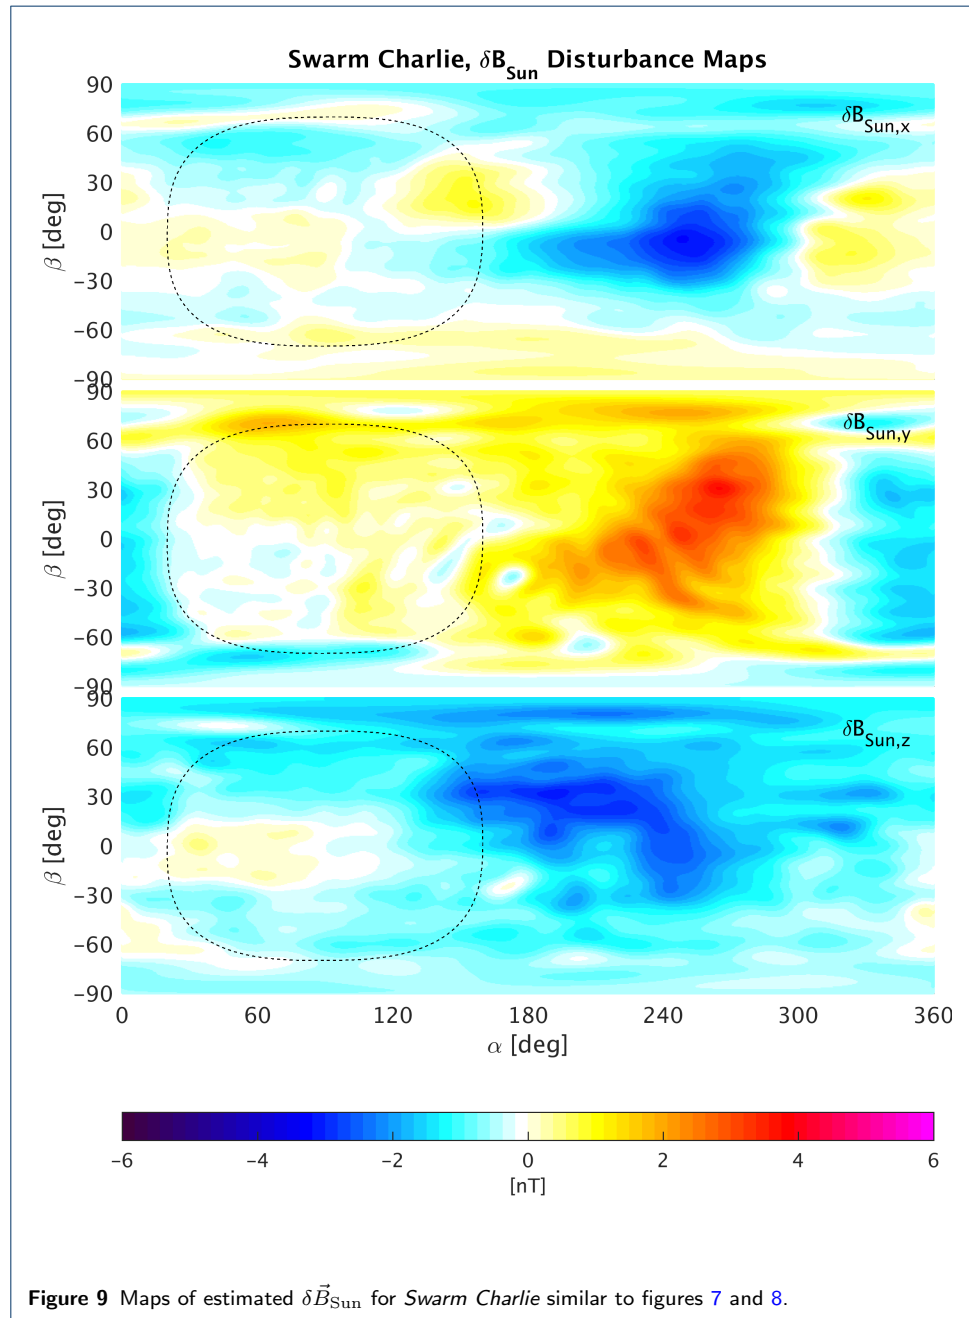 Swarm Charlie, δB_Sun Disturbance Maps
90
60
30
0
−30
−60
−90
β [deg]
δB_Sun,x
90
60
30
0
−30
−60
−90
β [deg]
δB_Sun,y
90
60
30
0
−30
−60
−90
β [deg]
δB_Sun,z
0 60 120 180 240 300 360
α [deg]
−6 −4 −2 0 2 4 6
[nT]
Figure 9 Maps of estimated δB⃗_Sun for Swarm Charlie similar to figures 7 and 8.